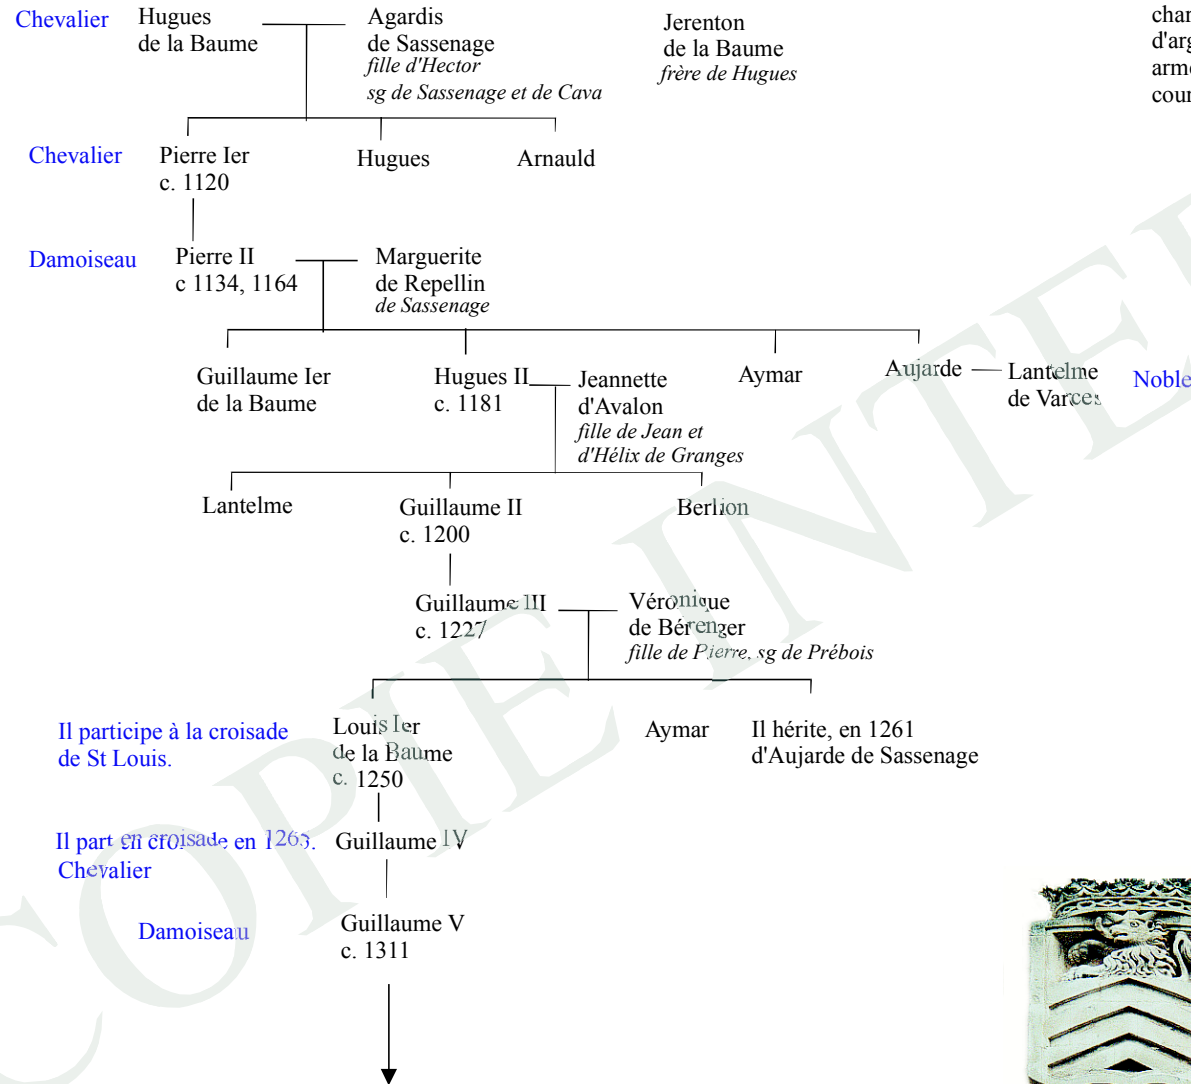 Chevalier
Hugues
de la Baume
Agardis
de Sassenage
fille d'Hector
sg de Sassenage et de Cava
Jerenton
de la Baume
frère de Hugues
Chevalier
Pierre Ier
c. 1120
Hugues
Arnauld
Damoiseau
Pierre II
c 1134, 1164
Marguerite
de Repellin
de Sassenage
Guillaume Ier
de la Baume
Hugues II
c. 1181
Jeannette
d'Avalon
fille de Jean et
d'Hélix de Granges
Aymar
Aujarde
Lantelme
de Varces
Noble
Lantelme
Guillaume II
c. 1200
Berlion
Guillaume III
c. 1227
Véronique
de Bérenger
fille de Pierre, sg de Prébois
Il participe à la croisade
de St Louis.
Louis Ier
de la Baume
c. 1250
Aymar
Il hérite, en 1261
d'Aujarde de Sassenage
Il part en croisade en
Chevalier
Guillaume IV
Damoiseau
Guillaume V
c. 1311
COPIE INTE